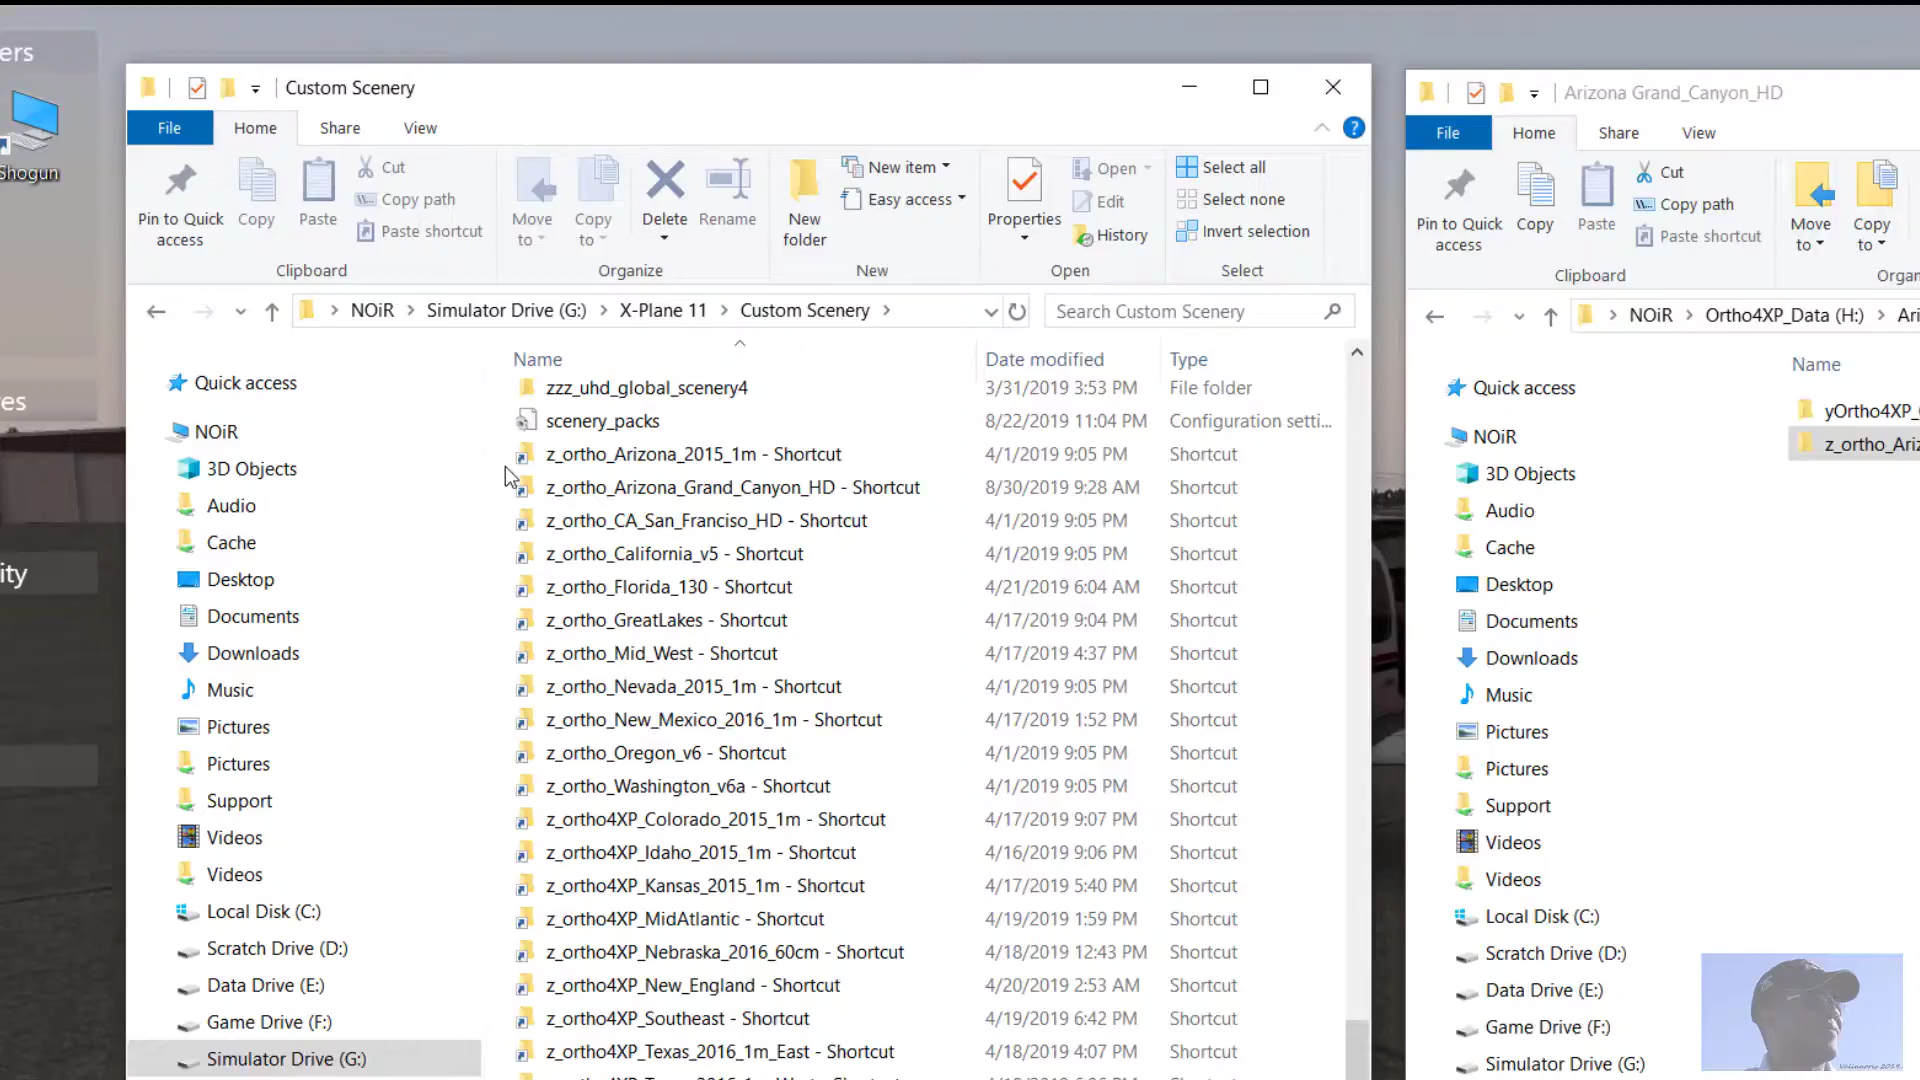 ers
Shogun
es
ity
Custom Scenery
File Home Share View
Pin to Quick access
Copy
Paste
Cut
Copy path
Paste shortcut
Clipboard
Move to
Copy to
Delete
Rename
Organize
New folder
New item
Easy access
New
Properties
Open
Edit
History
Open
Select all
Select none
Invert selection
Select
NOiR > Simulator Drive (G:) > X-Plane 11 > Custom Scenery >
Search Custom Scenery
Quick access
NOiR
3D Objects
Audio
Cache
Desktop
Documents
Downloads
Music
Pictures
Pictures
Support
Videos
Videos
Local Disk (C:)
Scratch Drive (D:)
Data Drive (E:)
Game Drive (F:)
Simulator Drive (G:)
Name Date modified Type
zzz_uhd_global_scenery4 3/31/2019 3:53 PM File folder
scenery_packs 8/22/2019 11:04 PM Configuration setti...
z_ortho_Arizona_2015_1m - Shortcut 4/1/2019 9:05 PM Shortcut
z_ortho_Arizona_Grand_Canyon_HD - Shortcut 8/30/2019 9:28 AM Shortcut
z_ortho_CA_San_Franciso_HD - Shortcut 4/1/2019 9:05 PM Shortcut
z_ortho_California_v5 - Shortcut 4/1/2019 9:05 PM Shortcut
z_ortho_Florida_130 - Shortcut 4/21/2019 6:04 AM Shortcut
z_ortho_GreatLakes - Shortcut 4/17/2019 9:04 PM Shortcut
z_ortho_Mid_West - Shortcut 4/17/2019 4:37 PM Shortcut
z_ortho_Nevada_2015_1m - Shortcut 4/1/2019 9:05 PM Shortcut
z_ortho_New_Mexico_2016_1m - Shortcut 4/17/2019 1:52 PM Shortcut
z_ortho_Oregon_v6 - Shortcut 4/1/2019 9:05 PM Shortcut
z_ortho_Washington_v6a - Shortcut 4/1/2019 9:05 PM Shortcut
z_ortho4XP_Colorado_2015_1m - Shortcut 4/17/2019 9:07 PM Shortcut
z_ortho4XP_Idaho_2015_1m - Shortcut 4/16/2019 9:06 PM Shortcut
z_ortho4XP_Kansas_2015_1m - Shortcut 4/17/2019 5:40 PM Shortcut
z_ortho4XP_MidAtlantic - Shortcut 4/19/2019 1:59 PM Shortcut
z_ortho4XP_Nebraska_2016_60cm - Shortcut 4/18/2019 12:43 PM Shortcut
z_ortho4XP_New_England - Shortcut 4/20/2019 2:53 AM Shortcut
z_ortho4XP_Southeast - Shortcut 4/19/2019 6:42 PM Shortcut
z_ortho4XP_Texas_2016_1m_East - Shortcut 4/18/2019 4:07 PM Shortcut
Arizona Grand_Canyon_HD
File Home Share View
Pin to Quick access
Copy
Paste
Cut
Copy path
Paste shortcut
Clipboard
Move to
Copy to
Organ
NOiR > Ortho4XP_Data (H:) > Ari
Quick access
NOiR
3D Objects
Audio
Cache
Desktop
Documents
Downloads
Music
Pictures
Pictures
Support
Videos
Videos
Local Disk (C:)
Scratch Drive (D:)
Data Drive (E:)
Game Drive (F:)
Simulator Drive (G:)
Name
yOrtho4XP_
z_ortho_Ariz